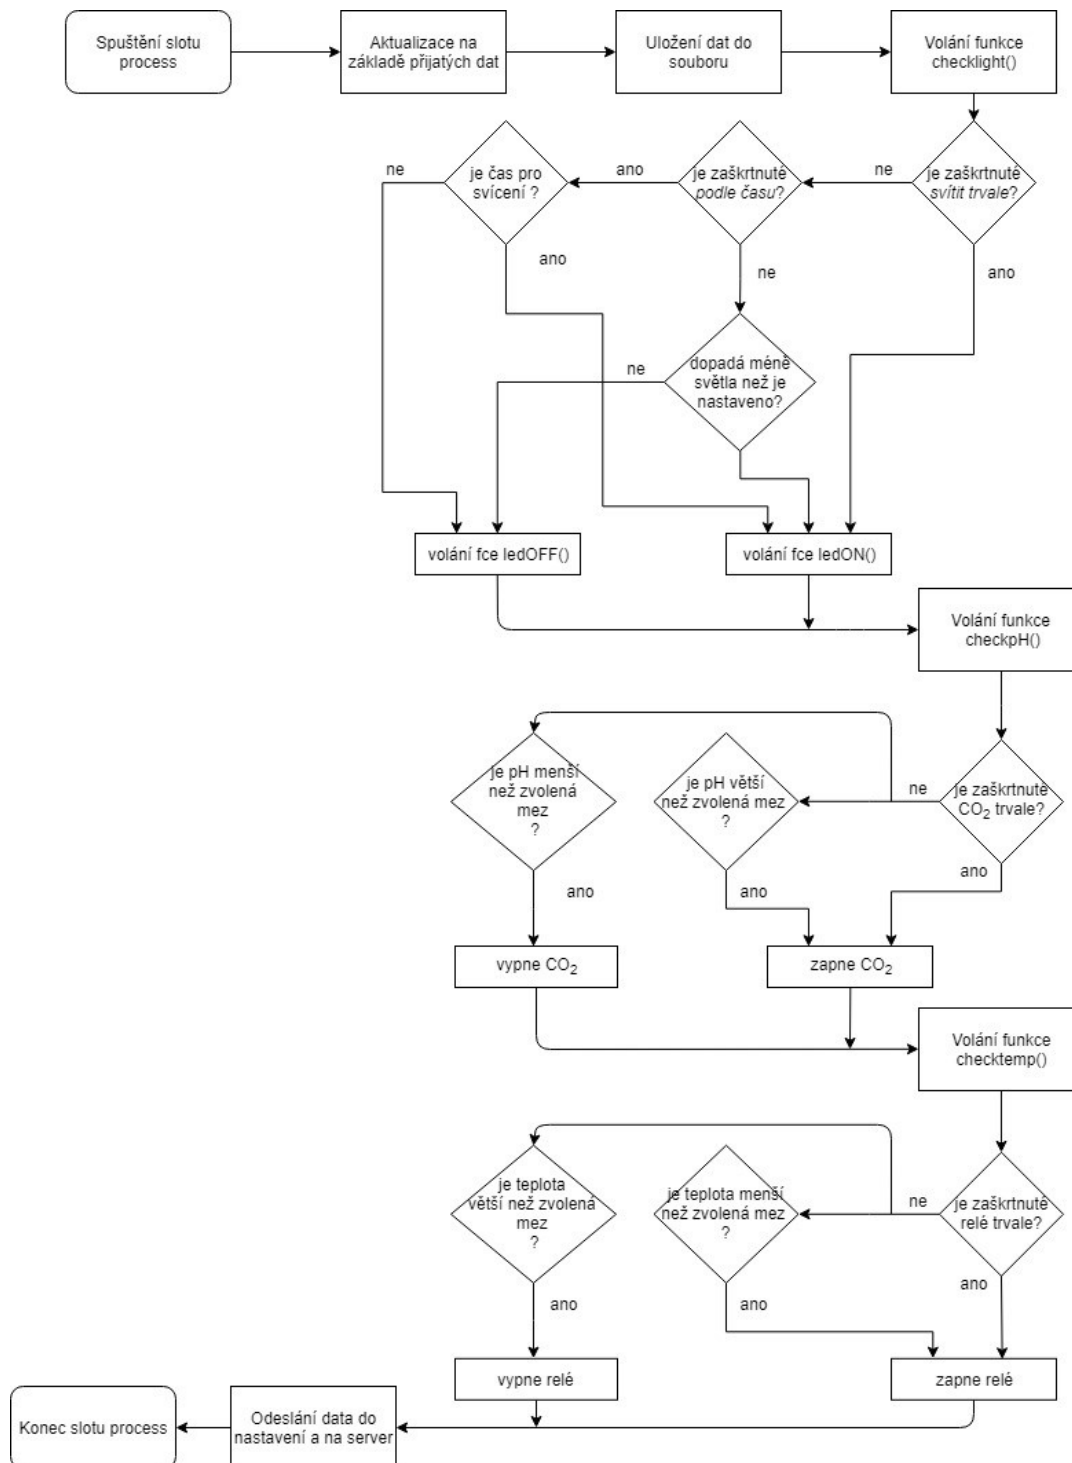 Spuštění slotu
process
Aktualizace na
základě přijatých dat
Uložení dat do
souboru
Volání funkce
checklight()
je zaškrtnuté
svítit trvale?
ne
ano
je zaškrtnuté
podle času?
ano
ne
je čas pro
svícení ?
ne
ano
dopadá méně
světla než je
nastaveno?
ne
volání fce ledOFF()
volání fce ledON()
Volání funkce
checkpH()
je zaškrtnuté
CO2 trvale?
ne
ano
je pH větší
než zvolená mez
?
ano
je pH menší
než zvolená
mez
?
ano
vypne CO2
zapne CO2
Volání funkce
checktemp()
je zaškrtnuté
relé trvale?
ne
ano
je teplota menší
než zvolená mez
?
ano
je teplota
větší než zvolená
mez
?
ano
vypne relé
zapne relé
Odeslání data do
nastavení a na server
Konec slotu process